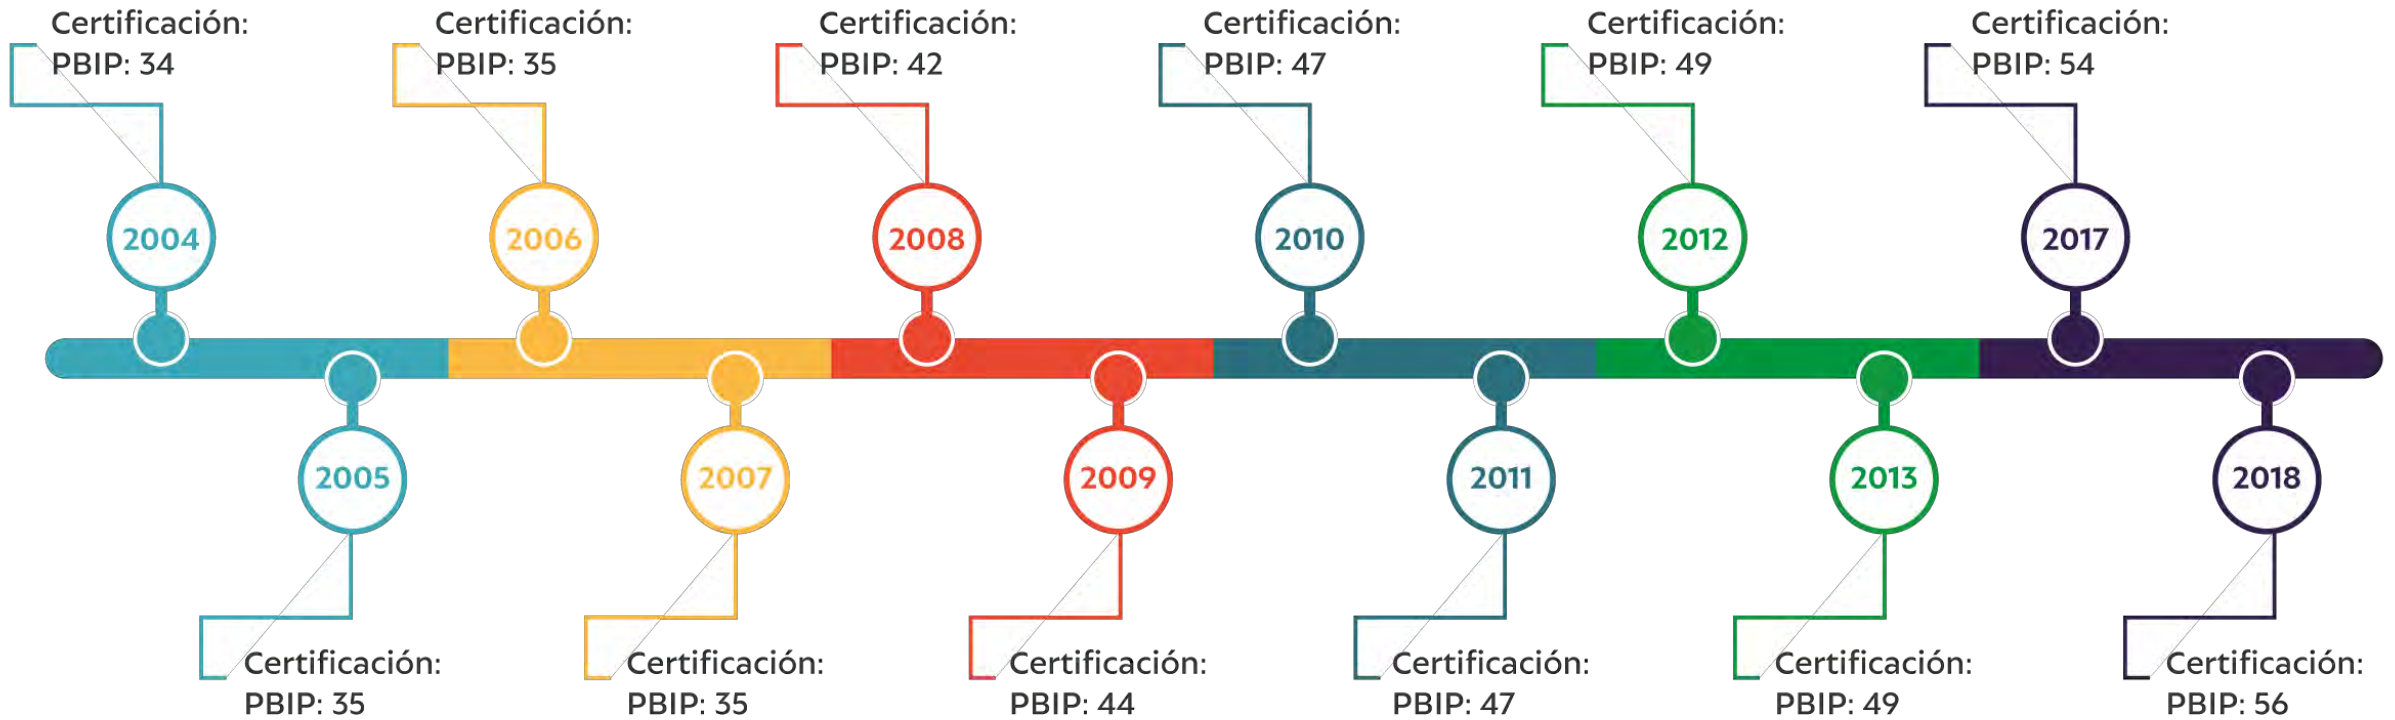 Certificación:
PBIP: 34
Certificación:
PBIP: 35
Certificación:
PBIP: 42
Certificación:
PBIP: 47
Certificación:
PBIP: 49
Certificación:
PBIP: 54
2004
2006
2008
2010
2012
2017
2005
2007
2009
2011
2013
2018
Certificación:
PBIP: 35
Certificación:
PBIP: 35
Certificación:
PBIP: 44
Certificación:
PBIP: 47
Certificación:
PBIP: 49
Certificación:
PBIP: 56